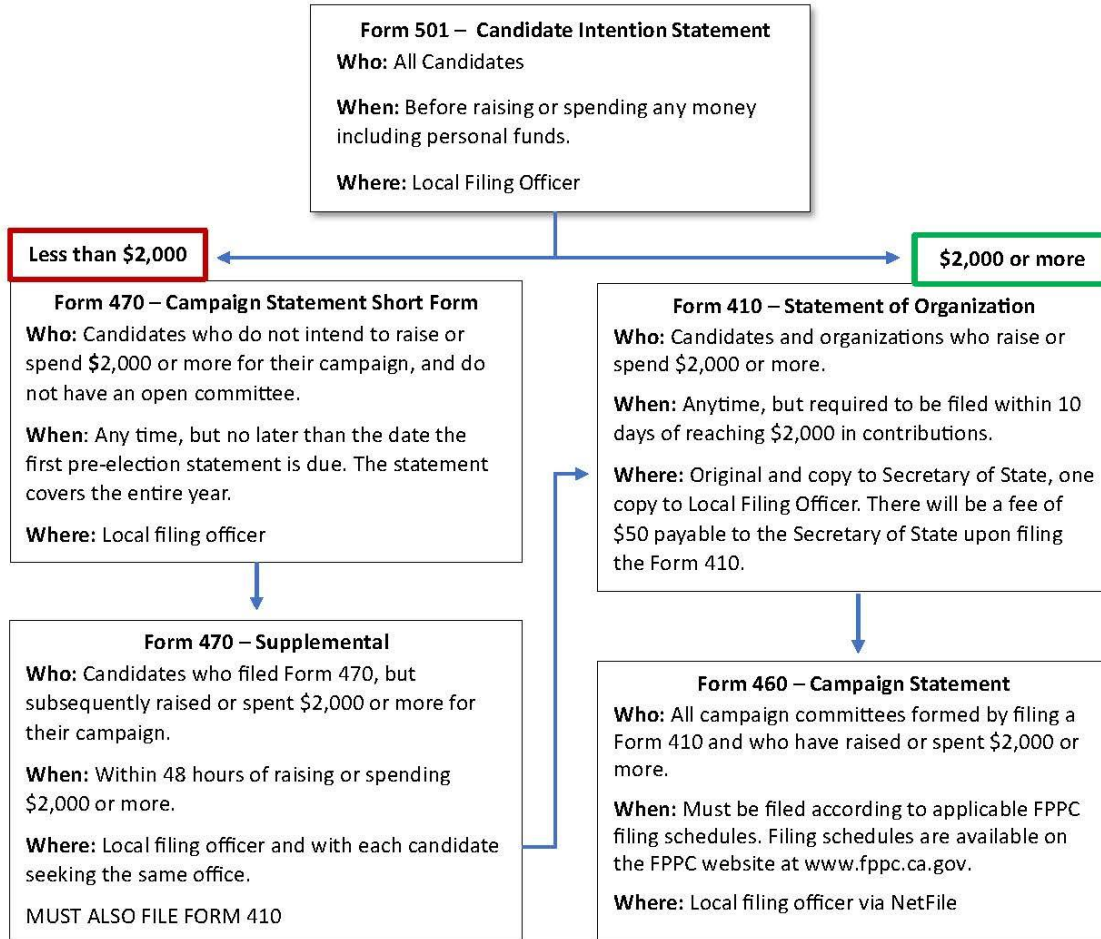 Form 501 – Candidate Intention Statement
Who: All Candidates
When: Before raising or spending any money
including personal funds.
Where: Local Filing Officer
Less than $2,000
$2,000 or more
Form 470 – Campaign Statement Short Form
Who: Candidates who do not intend to raise or
spend $2,000 or more for their campaign, and do
not have an open committee.
When: Any time, but no later than the date the
first pre-election statement is due. The statement
covers the entire year.
Where: Local filing officer
Form 470 – Supplemental
Who: Candidates who filed Form 470, but
subsequently raised or spent $2,000 or more for
their campaign.
When: Within 48 hours of raising or spending
$2,000 or more.
Where: Local filing officer and with each candidate
seeking the same office.
MUST ALSO FILE FORM 410
Form 410 – Statement of Organization
Who: Candidates and organizations who raise or
spend $2,000 or more.
When: Anytime, but required to be filed within 10
days of reaching $2,000 in contributions.
Where: Original and copy to Secretary of State, one
copy to Local Filing Officer. There will be a fee of
$50 payable to the Secretary of State upon filing
the Form 410.
Form 460 – Campaign Statement
Who: All campaign committees formed by filing a
Form 410 and who have raised or spent $2,000 or
more.
When: Must be filed according to applicable FPPC
filing schedules. Filing schedules are available on
the FPPC website at www.fppc.ca.gov.
Where: Local filing officer via NetFile